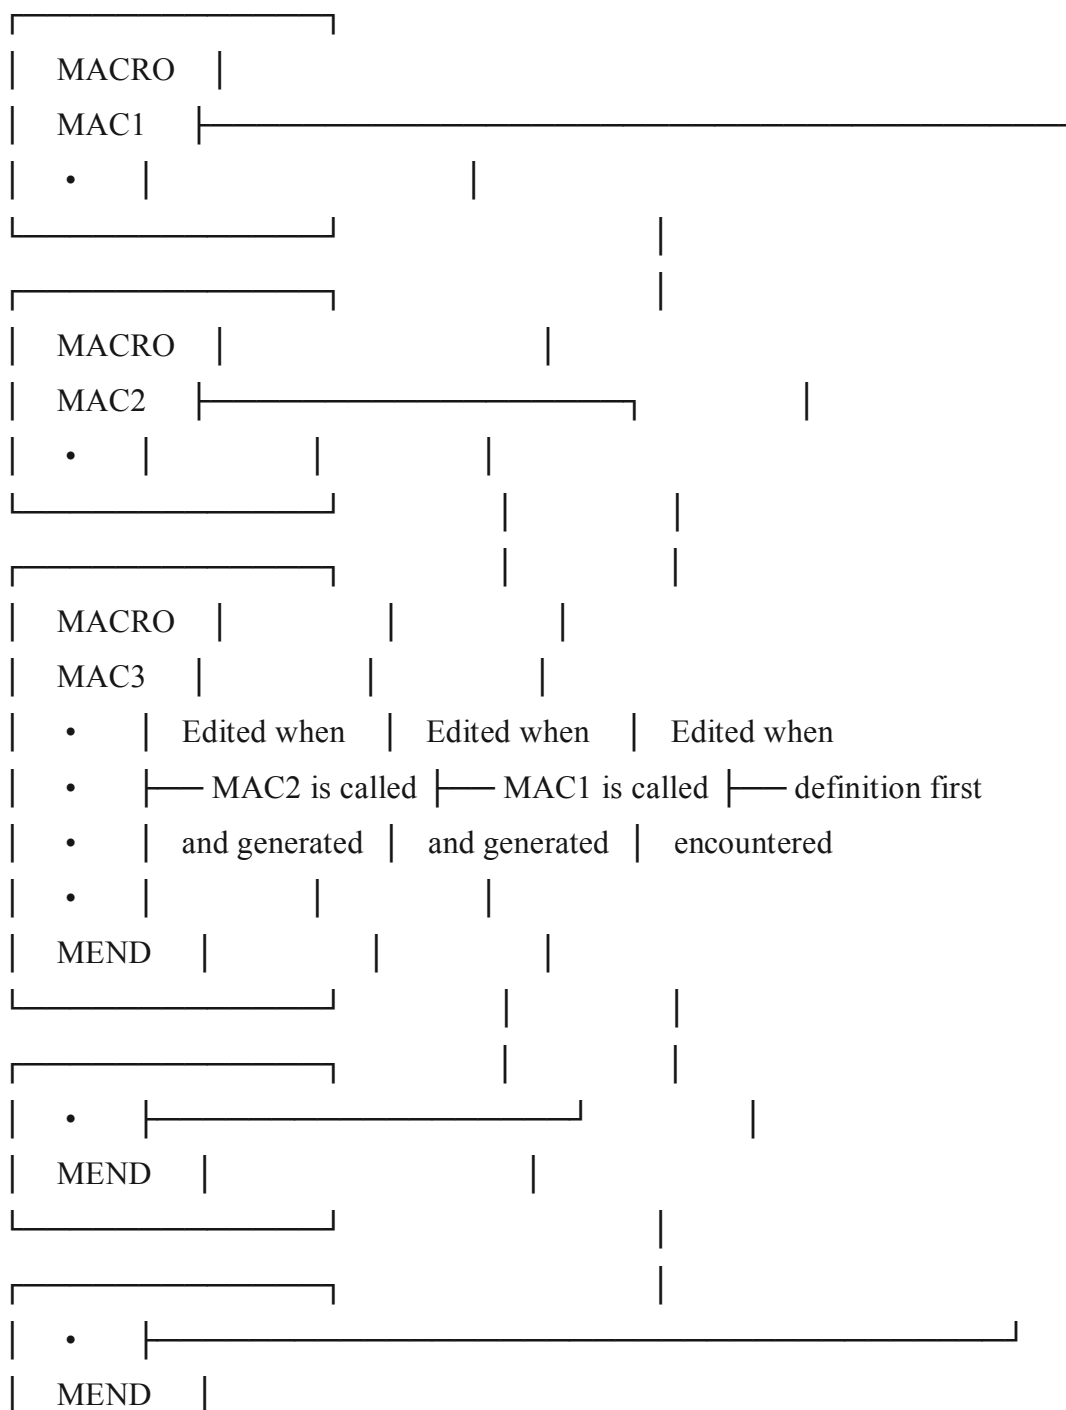 MACRO
MAC1
•
MACRO
MAC2
•
MACRO
MAC3
• Edited when Edited when Edited when
• MAC2 is called MAC1 is called definition first
• and generated and generated encountered
•
MEND
•
MEND
•
MEND